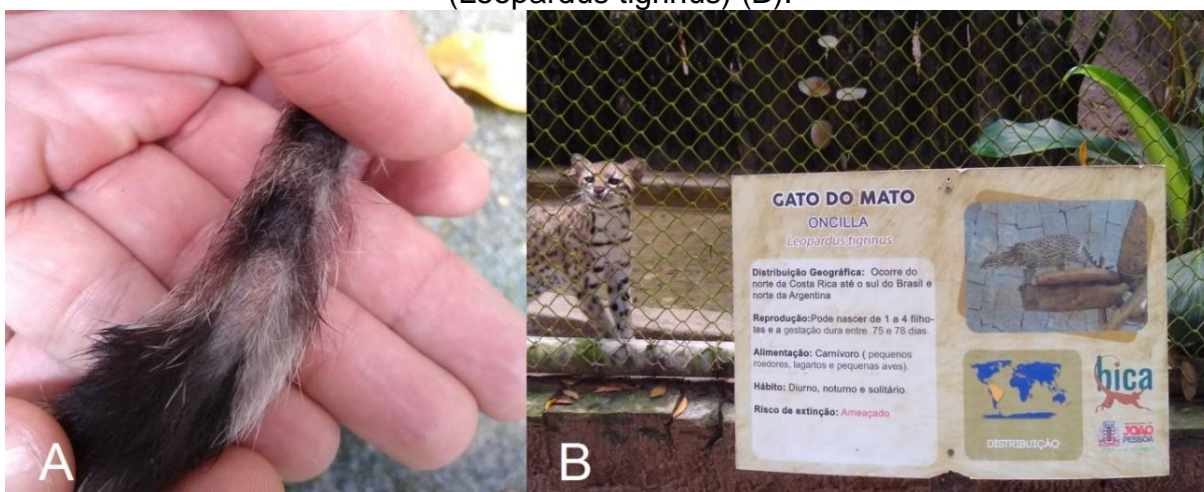 (Leopardus tigrinus) (B).
A
B
GATO DO MATO
ONCILLA
Leopardus tigrinus
Distribuição Geográfica: Ocorre do
norte da Costa Rica até o sul do Brasil e
norte da Argentina
Reprodução:Pode nascer de 1 a 4 filho-
tes e a gestação dura entre 75 e 78 dias.
Alimentação: Carnívoro ( pequenos
roedores, lagartos e pequenas aves).
Hábito: Diurno, noturno e solitário.
Risco de extinção: Ameaçado
DISTRIBUIÇÃO
bica
JOÃO
PESSOA